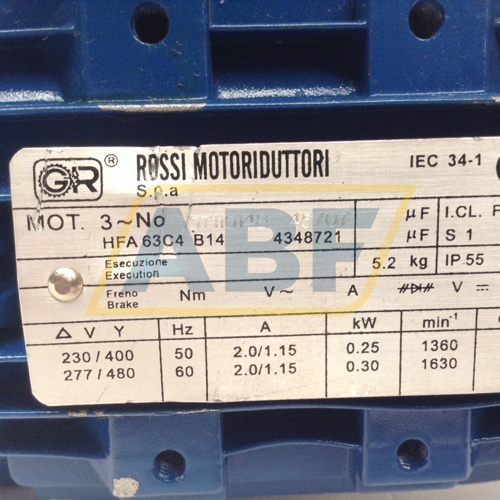 GR ® ROSSI MOTORIDUTTORI IEC 34-1
S.p.a
MOT. 3~No µF I.CL. F
HFA 63C4 B14 4348721 µF S 1
Esecuzione
Execution 5.2 kg IP 55
Freno
Brake Nm V~ A V
Δ V Y Hz A kW min-1
230/400 50 2.0/1.15 0.25 1360
277/480 60 2.0/1.15 0.30 1630
ABF